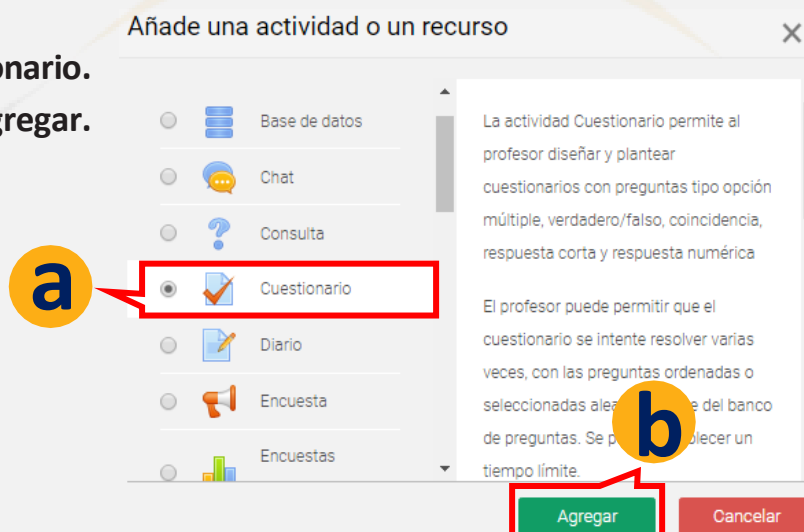 Añade una actividad o un recurso
onario.
gregar.
Base de datos
Chat
Consulta
Cuestionario
Diario
Encuesta
Encuestas
a
La actividad Cuestionario permite al
profesor diseñar y plantear
cuestionarios con preguntas tipo opción
múltiple, verdadero/falso, coincidencia,
respuesta corta y respuesta numérica
El profesor puede permitir que el
cuestionario se intente resolver varias
veces, con las preguntas ordenadas o
seleccionadas del banco
de preguntas. Se un
tiempo límite.
b
Agregar
Cancelar